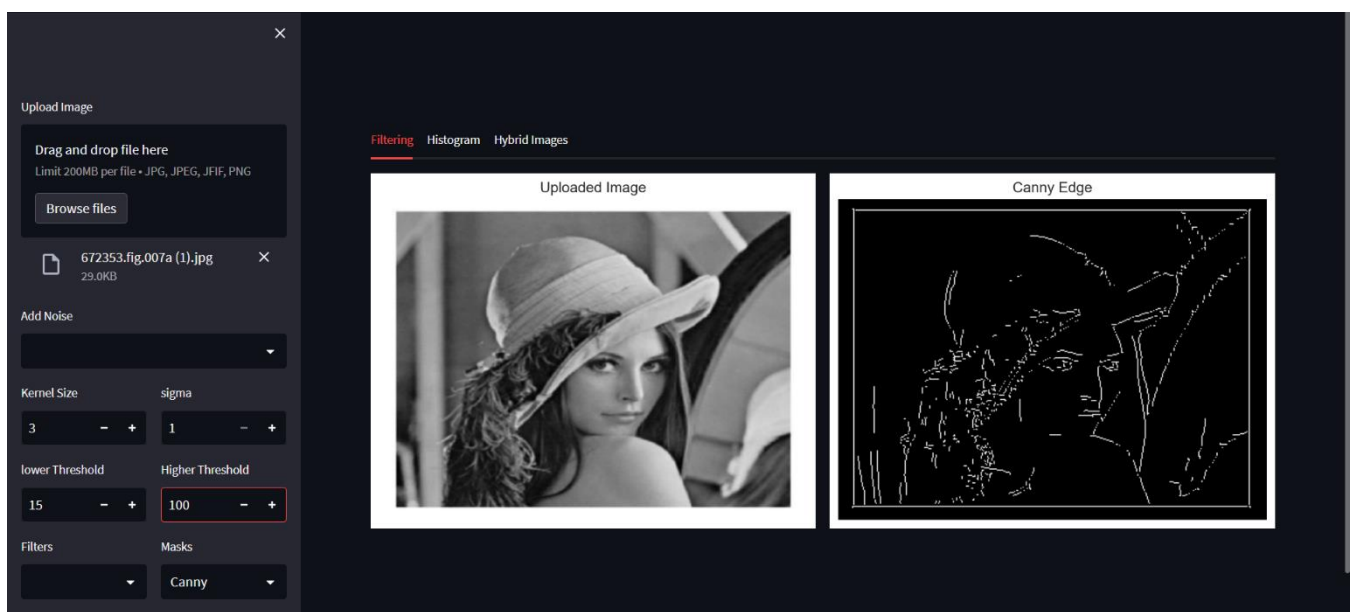 Upload Image
Drag and drop file here
Limit 200MB per file • JPG, JPEG, JFIF, PNG
Browse files
672353.fig.007a (1).jpg
29.0KB
Add Noise
Kernel Size sigma
3 - + 1 - +
lower Threshold Higher Threshold
15 - + 100 - +
Filters Masks
Canny
Filtering Histogram Hybrid Images
Uploaded Image Canny Edge